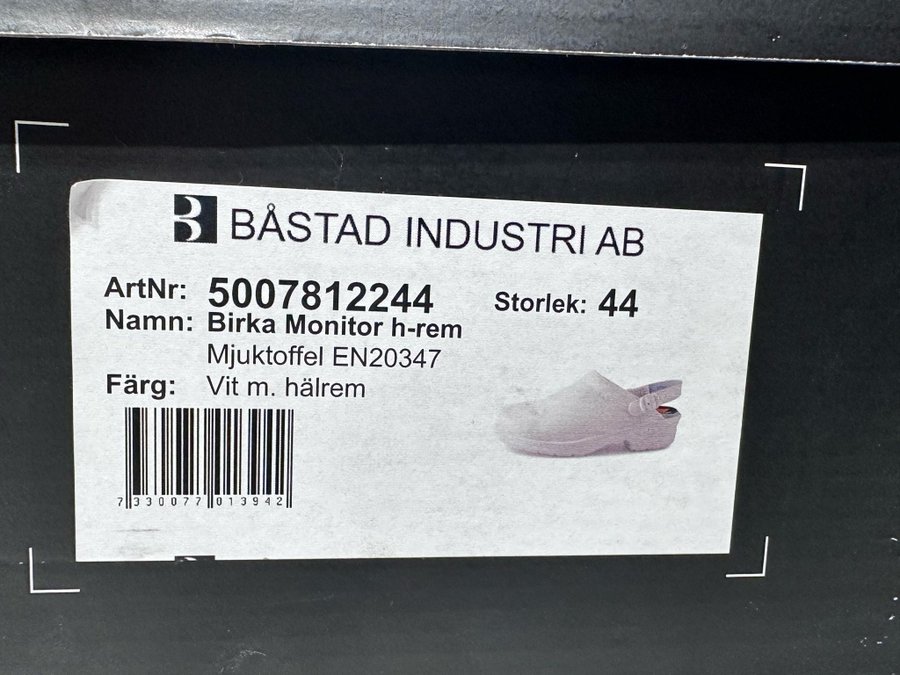 B BÅSTAD INDUSTRI AB
ArtNr: 5007812244 Storlek: 44
Namn: Birka Monitor h-rem
Mjuktoffel EN20347
Färg: Vit m. hälrem
7 330077 013942